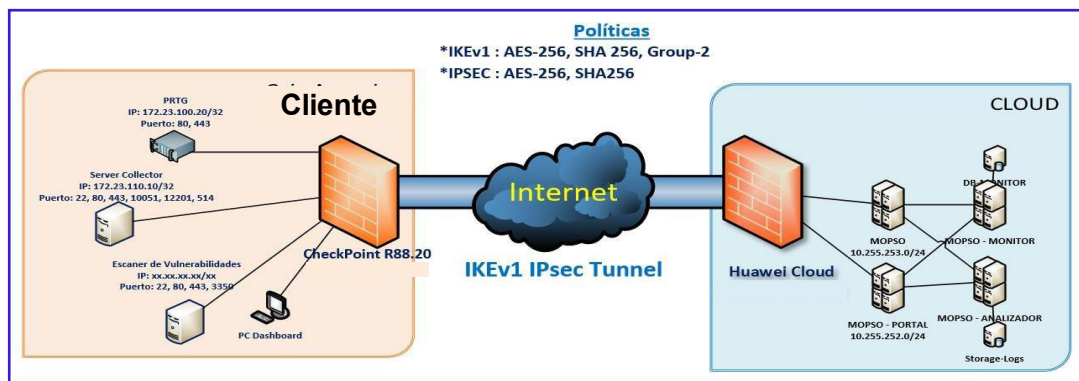 Políticas
*IKEv1 : AES-256, SHA 256, Group-2
*IPSEC : AES-256, SHA256
Cliente
PRTG
IP: 172.23.100.20/32
Puerto: 80, 443
Server Collector
IP: 172.23.110.10/32
Puerto: 22, 80, 443, 10051, 12201, 514
Escaner de Vulnerabilidades
IP: xx.xx.xx.xx/xx
Puerto: 22, 80, 443, 3350
PC Dashboard
CheckPoint R88.20
Internet
IKEv1 IPsec Tunnel
CLOUD
Huawei Cloud
MOPSO
10.255.253.0/24
MOPSO - PORTAL
10.255.252.0/24
DB-MONITOR
MOPSO - MONITOR
MOPSO - ANALIZADOR
Storage-Logs